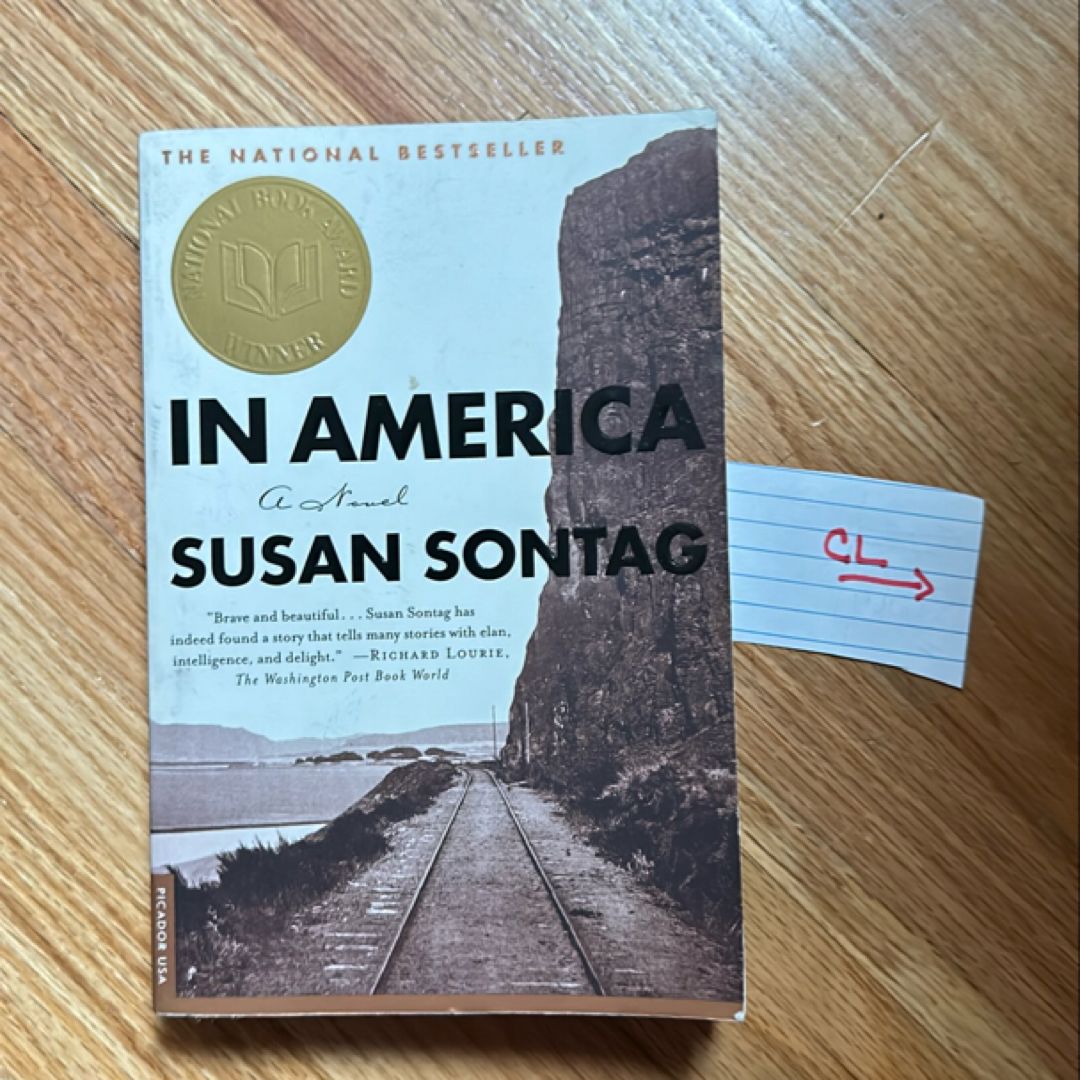 THE NATIONAL BESTSELLER
NATIONAL BOOK AWARD
WINNER
IN AMERICA
A Novel
SUSAN SONTAG
"Brave and beautiful . . . Susan Sontag has
indeed found a story that tells many stories with elan,
intelligence, and delight." —RICHARD LOURIE,
The Washington Post Book World
CL
PICADOR USA